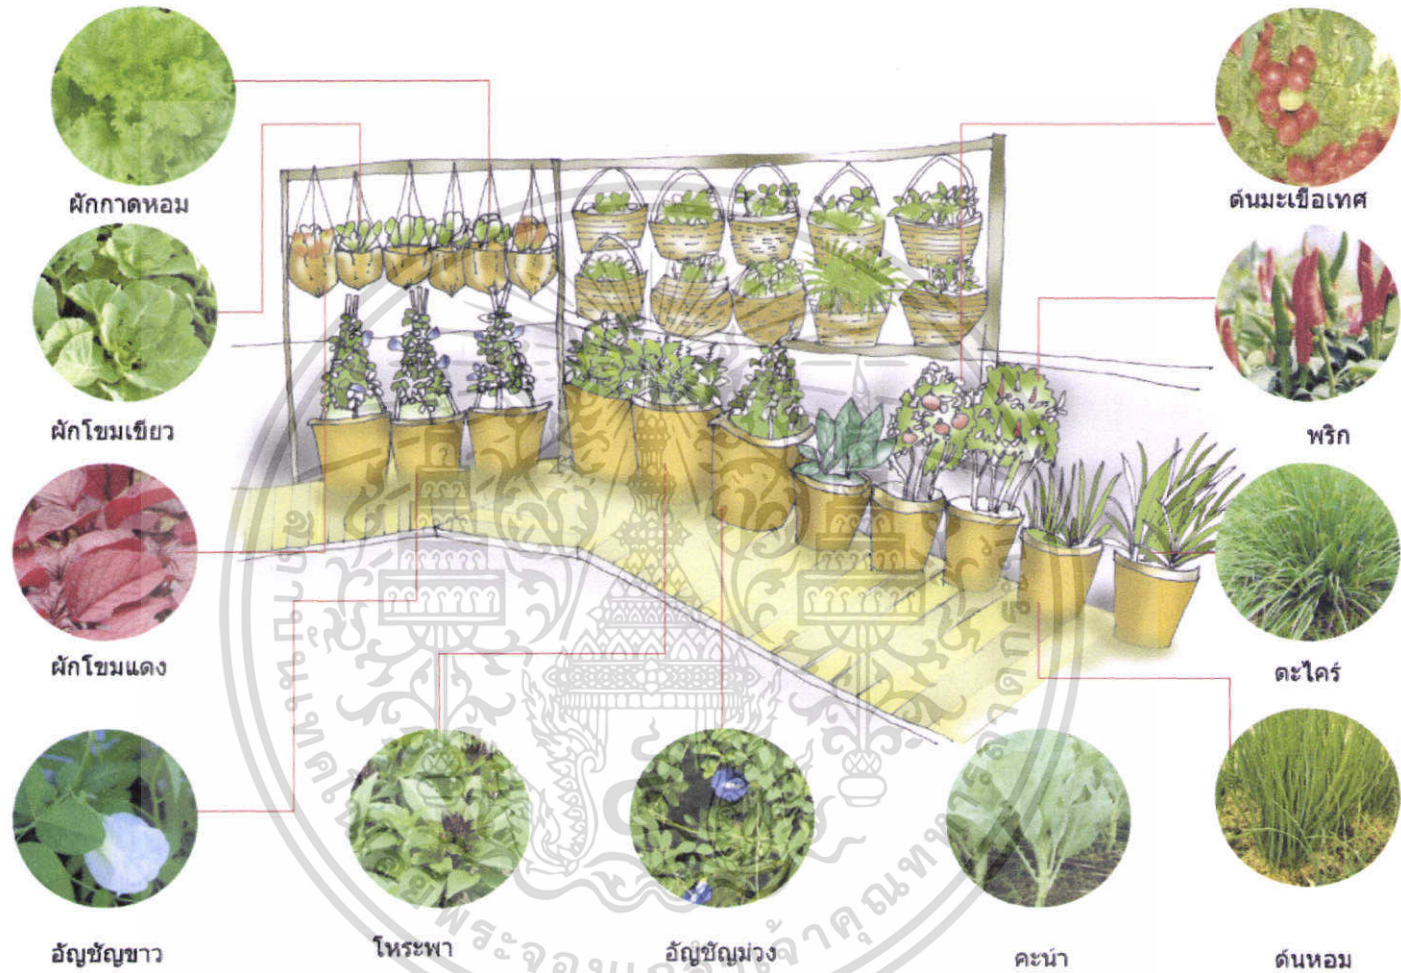 ผักกาดหอม
ต้นมะเขือเทศ
ผักโขมเขียว
พริก
ผักโขมแดง
ตะไคร์
อัญชัญขาว
โหระพา
อัญชัญม่วง
คะน้า
ต้นหอม